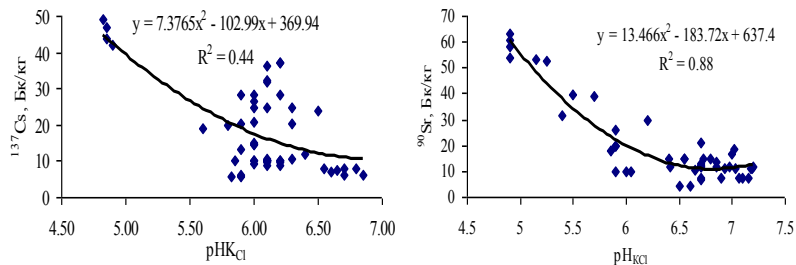 y = 7.3765x² - 102.99x + 369.94
R² = 0.44
¹³⁷Cs, Бк/кг
50
40
30
20
10
0
4.50 5.00 5.50 6.00 6.50 7.00
pHK_Cl
y = 13.466x² - 183.72x + 637.4
R² = 0.88
⁹⁰Sr, Бк/кг
70
60
50
40
30
20
10
0
4.5 5 5.5 6 6.5 7 7.5
pH_KCl